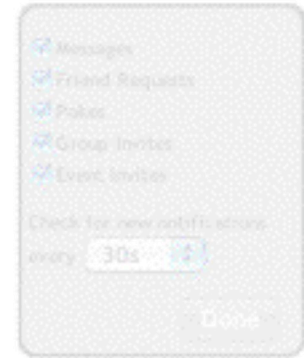 Messages
Friend Requests
Pokes
Group Invites
Event Invites
Check for new notifications
every 30s
Done